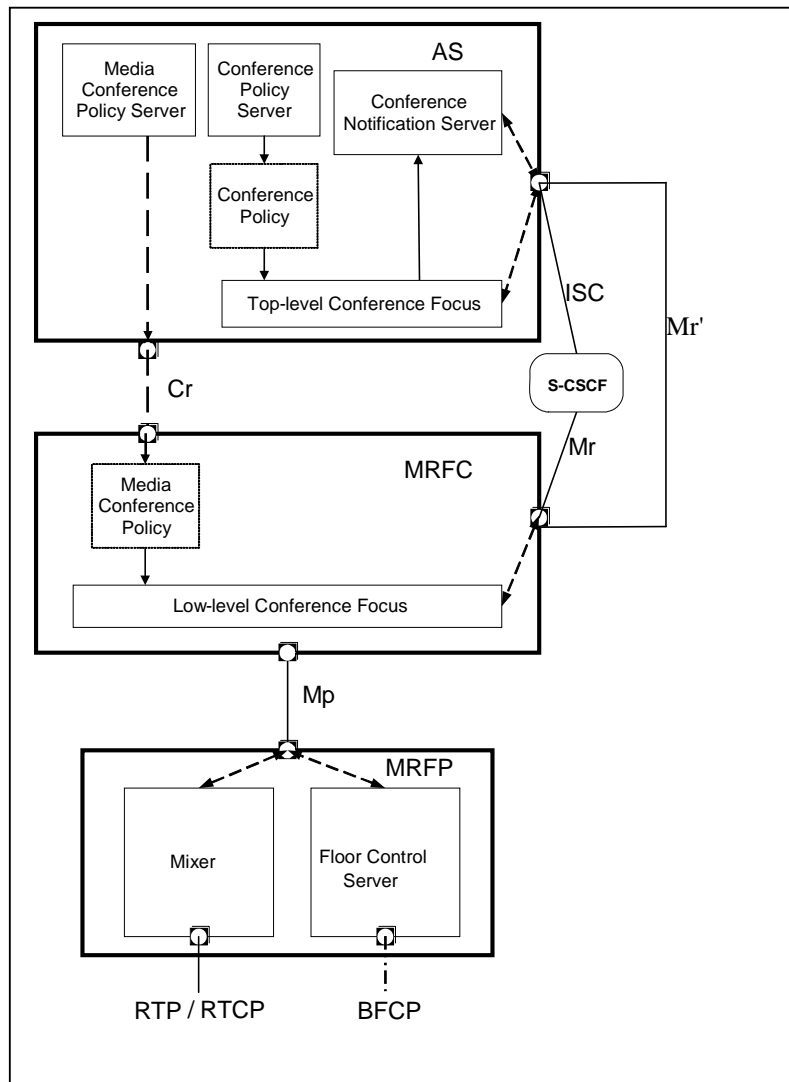 AS
Media
Conference
Policy Server
Conference
Policy
Server
Conference
Notification Server
Conference
Policy
Top-level Conference Focus
ISC
Mr'
S-CSCF
Cr
Mr
MRFC
Media
Conference
Policy
Low-level Conference Focus
Mp
MRFP
Mixer
Floor Control
Server
RTP / RTCP
BFCP